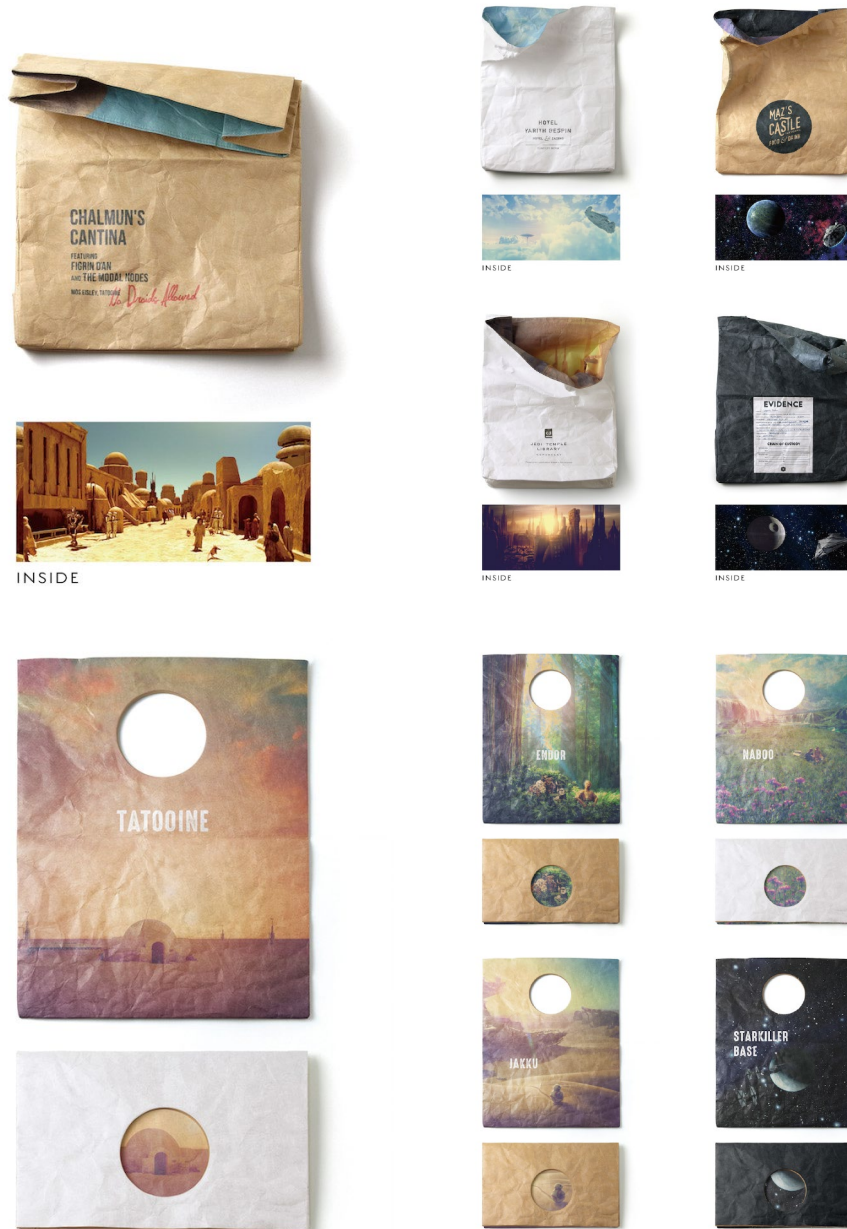 CHALMUN'S
CANTINA
FEATURING
FIGRIN D'AN
AND THE MODAL NODES
MOS EISLEY, TATOOINE
No Droids Allowed
INSIDE
HOTEL
YARITH BESPIN
INSIDE
MAZ'S
CASTLE
FOOD & DRINK
INSIDE
JEDI TEMPLE
LIBRARY
INSIDE
EVIDENCE
CHAIN OF CUSTODY
INSIDE
TATOOINE
ENDOR
NABOO
JAKKU
STARKILLER
BASE